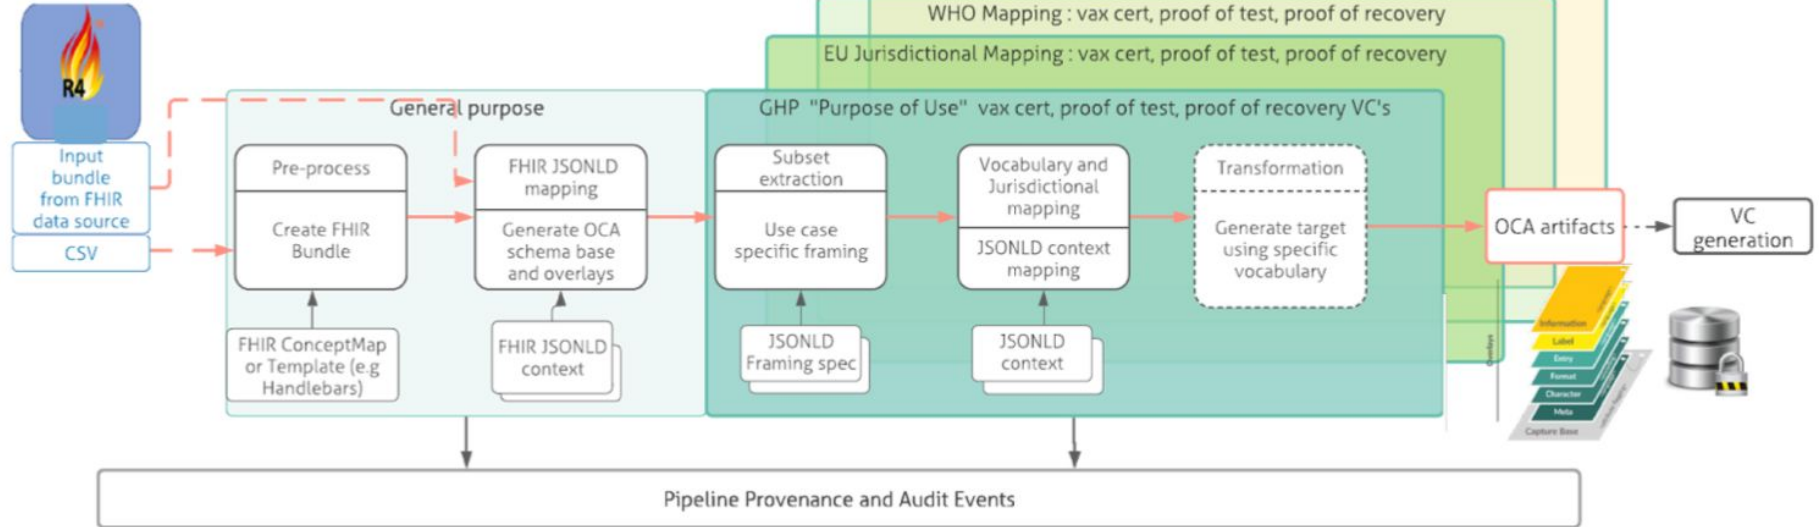 WHO Mapping : vax cert, proof of test, proof of recovery
EU Jurisdictional Mapping : vax cert, proof of test, proof of recovery
R4
General purpose
GHP "Purpose of Use" vax cert, proof of test, proof of recovery VC's
Input
bundle
from FHIR
data source
CSV
Pre-process
Create FHIR
Bundle
FHIR JSONLD
mapping
Generate OCA
schema base
and overlays
Subset
extraction
Use case
specific framing
Vocabulary and
Jurisdictional
mapping
JSONLD context
mapping
Transformation
Generate target
using specific
vocabulary
OCA artifacts
VC
generation
FHIR ConceptMap
or Template (e.g
Handlebars)
FHIR JSONLD
context
JSONLD
Framing spec
JSONLD
context
Overlays
Information
Label
Entry
Format
Character
Meta
Capture Base
Pipeline Provenance and Audit Events